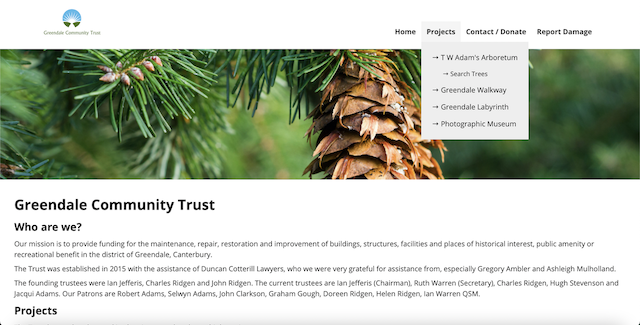 Greendale Community Trust
Home Projects Contact / Donate Report Damage
→ T W Adam's Arboretum
→ Search Trees
→ Greendale Walkway
→ Greendale Labyrinth
→ Photographic Museum
Greendale Community Trust
Who are we?
Our mission is to provide funding for the maintenance, repair, restoration and improvement of buildings, structures, facilities and places of historical interest, public amenity or
recreational benefit in the district of Greendale, Canterbury.
The Trust was established in 2015 with the assistance of Duncan Cotterill Lawyers, who we were very grateful for assistance from, especially Gregory Ambler and Ashleigh Mulholland.
The founding trustees were Ian Jefferis, Charles Ridgen and John Ridgen. The current trustees are Ian Jefferis (Chairman), Ruth Warren (Secretary), Charles Ridgen, Hugh Stevenson and
Jacqui Adams. Our Patrons are Robert Adams, Selwyn Adams, John Clarkson, Graham Gough, Doreen Ridgen, Helen Ridgen, Ian Warren QSM.
Projects